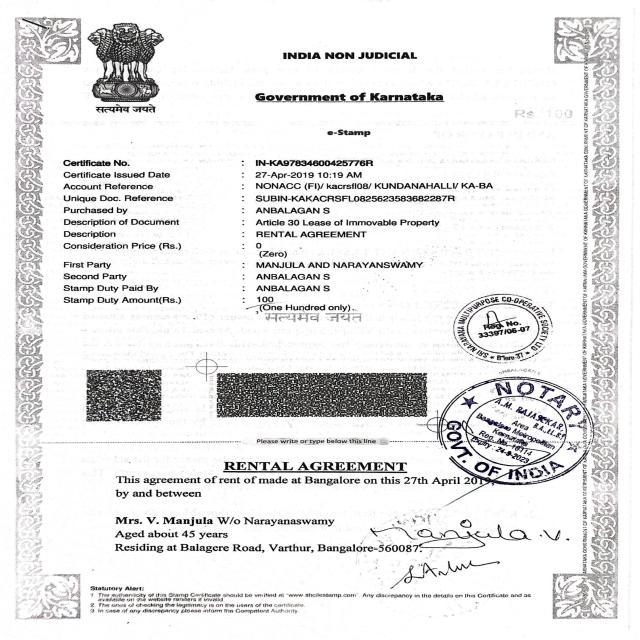 सत्यमेव जयते
INDIA NON JUDICIAL
Government of Karnataka
Rs. 100
e-Stamp
Certificate No. : IN-KA97834600425776R
Certificate Issued Date : 27-Apr-2019 10:19 AM
Account Reference : NONACC (FI)/ kacrsfl08/ KUNDANAHALLI/ KA-BA
Unique Doc. Reference : SUBIN-KAKACRSFL0825623583682287R
Purchased by : ANBALAGAN S
Description of Document : Article 30 Lease of Immovable Property
Description : RENTAL AGREEMENT
Consideration Price (Rs.) : 0
(Zero)
First Party : MANJULA AND NARAYANSWAMY
Second Party : ANBALAGAN S
Stamp Duty Paid By : ANBALAGAN S
Stamp Duty Amount(Rs.) : 100
(One Hundred only)
सत्यमेव जयते
MULTIPURPOSE CO-OPERATIVE SOCIETY LTD
Reg. No.
33397/06-07
NOTARY
A.M. RAJASEKAR
B.A., LL.B.
Area
Bangalore Metropolitan
Karnataka
Expiry: 24-9-2023
GOVT. OF INDIA
Please write or type below this line
RENTAL AGREEMENT
This agreement of rent of made at Bangalore on this 27th April 2019,
by and between
Mrs. V. Manjula W/o Narayanswamy
Aged about 45 years
Residing at Balagere Road, Varthur, Bangalore-560087.
Manjula. V.
Statutory Alert:
1. The authenticity of this Stamp Certificate should be verified at "www.shcilestamp.com". Any discrepancy in the details on this Certificate and as
available on the website renders it invalid.
2. The onus of checking the legitimacy is on the users of the certificate.
3. In case of any discrepancy please inform the Competent Authority.